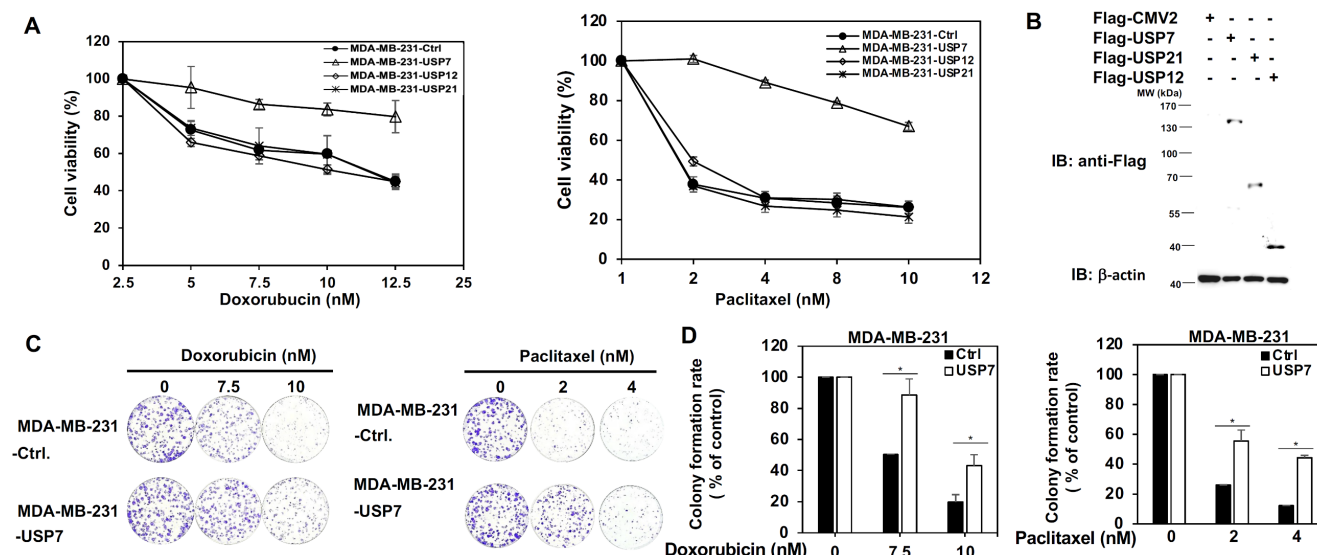 A
Cell viability (%)
120
100
80
60
40
20
0
MDA-MB-231-Ctrl
MDA-MB-231-USP7
MDA-MB-231-USP12
MDA-MB-231-USP21
2.5 5 7.5 10 12.5 25
Doxorubucin (nM)
Cell viability (%)
120
100
80
60
40
20
0
MDA-MB-231-Ctrl
MDA-MB-231-USP7
MDA-MB-231-USP12
MDA-MB-231-USP21
1 2 4 8 10 12
Paclitaxel (nM)
B
Flag-CMV2 + - - -
Flag-USP7 - + - -
Flag-USP21 - - + -
Flag-USP12 - - - +
MW (kDa)
170
130
100
70
55
40
IB: anti-Flag
IB: β-actin
40
C
Doxorubicin (nM)
0 7.5 10
MDA-MB-231
-Ctrl.
MDA-MB-231
-USP7
Paclitaxel (nM)
0 2 4
MDA-MB-231
-Ctrl.
MDA-MB-231
-USP7
D
MDA-MB-231
Colony formation rate
( % of control)
120
100
80
60
40
20
0
Ctrl
USP7
*
*
0 7.5 10
Doxorubicin (nM)
MDA-MB-231
Colony formation rate
( % of control)
120
100
80
60
40
20
0
Ctrl
USP7
*
*
0 2 4
Paclitaxel (nM)